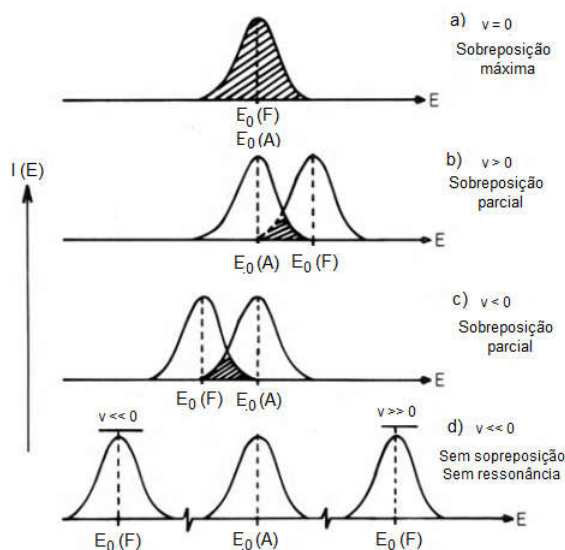 a) v = 0
Sobreposição
máxima
E
E₀(F)
E₀(A)
I (E)
b) v > 0
Sobreposição
parcial
E
E₀(A) E₀(F)
c) v < 0
Sobreposição
parcial
E
E₀(F) E₀(A)
v << 0
v >> 0
d) v << 0
Sem sopreposição
Sem ressonância
E
E₀(F) E₀(A) E₀(F)